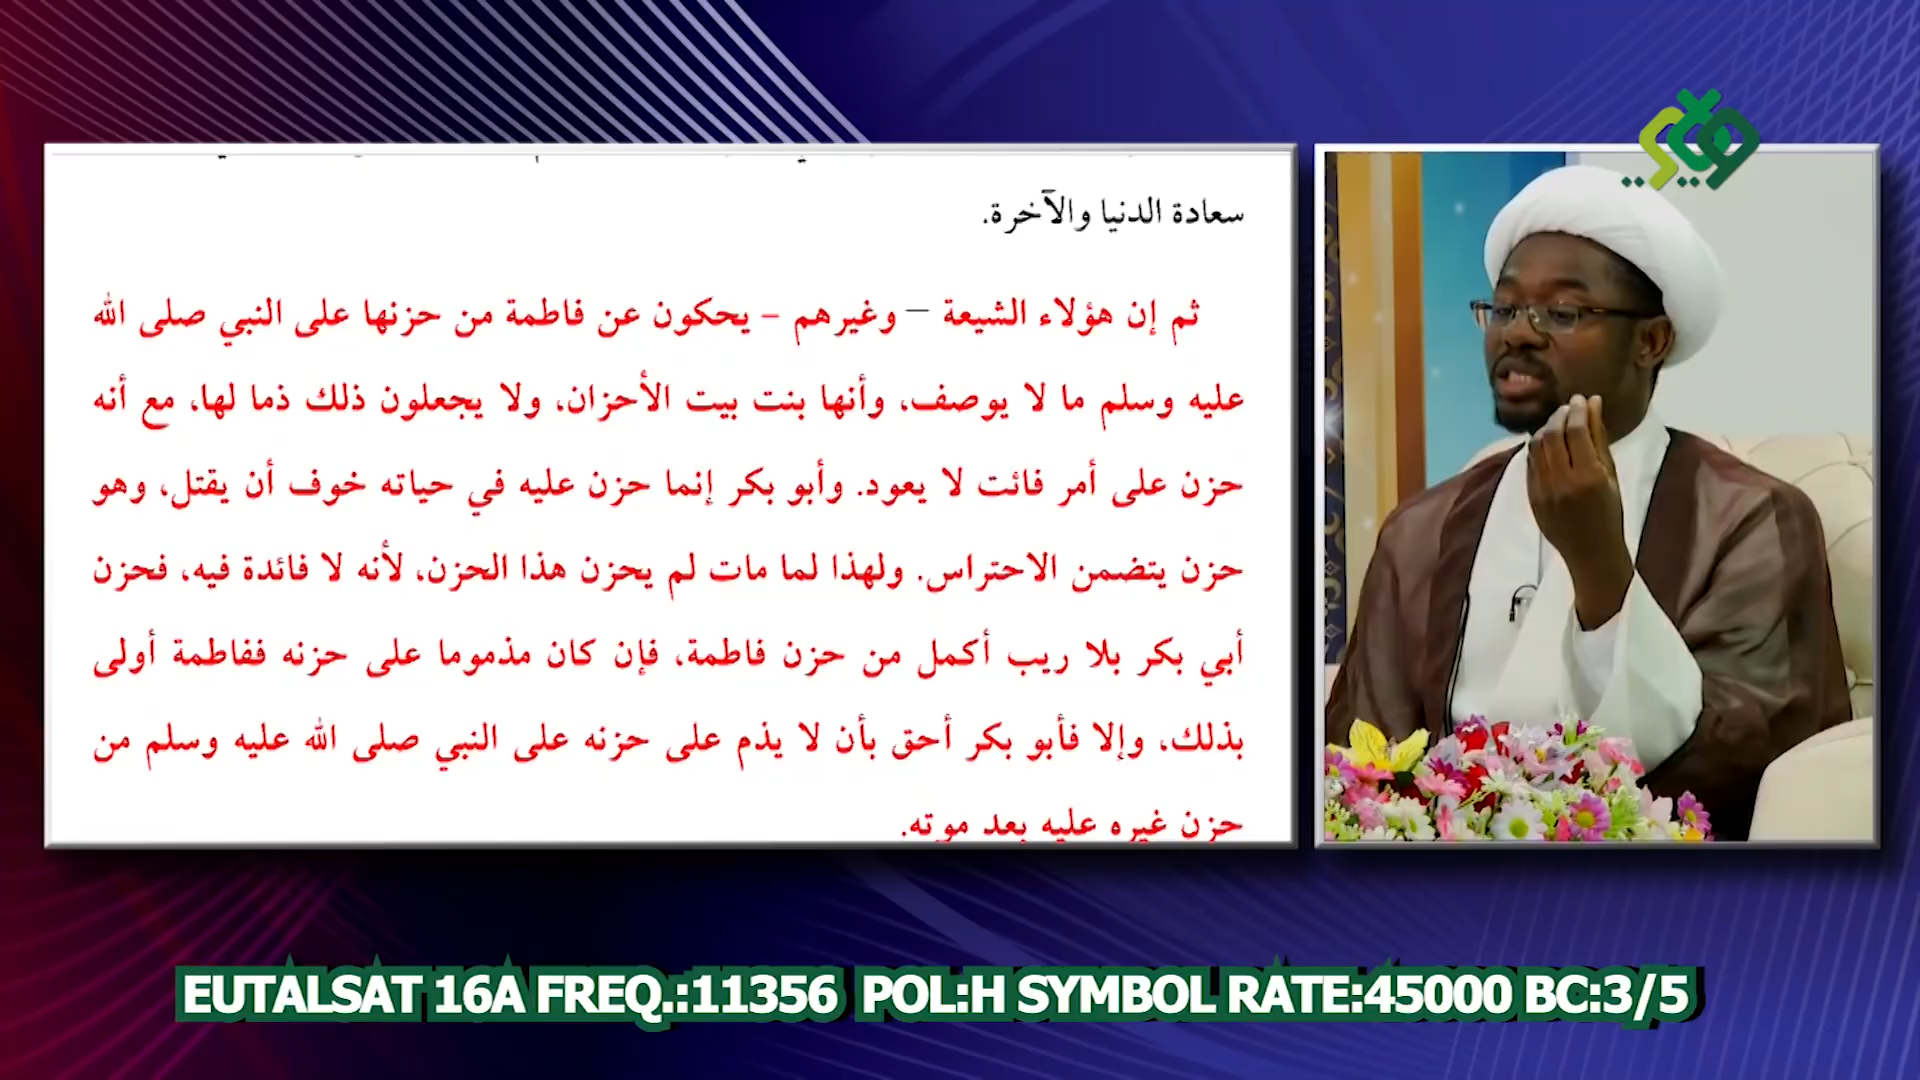 سعادة الدنيا والآخرة.
ثم إن هؤلاء الشيعة – وغيرهم – يحكون عن فاطمة من حزنها على النبي صلى الله
عليه وسلم ما لا يوصف، وأنها بنت بيت الأحزان، ولا يجعلون ذلك ذما لها، مع أنه
حزن على أمر فائت لا يعود. وأبو بكر إنما حزن عليه في حياته خوف أن يقتل، وهو
حزن يتضمن الاحتراس. ولهذا لما مات لم يحزن هذا الحزن، لأنه لا فائدة فيه، فحزن
أبي بكر بلا ريب أكمل من حزن فاطمة، فإن كان مذموما على حزنه ففاطمة أولى
بذلك، وإلا فأبو بكر أحق بأن لا يذم على حزنه على النبي صلى الله عليه وسلم من
حزن غيره عليه بعد موته.
EUTALSAT 16A FREQ.:11356 POL:H SYMBOL RATE:45000 BC:3/5